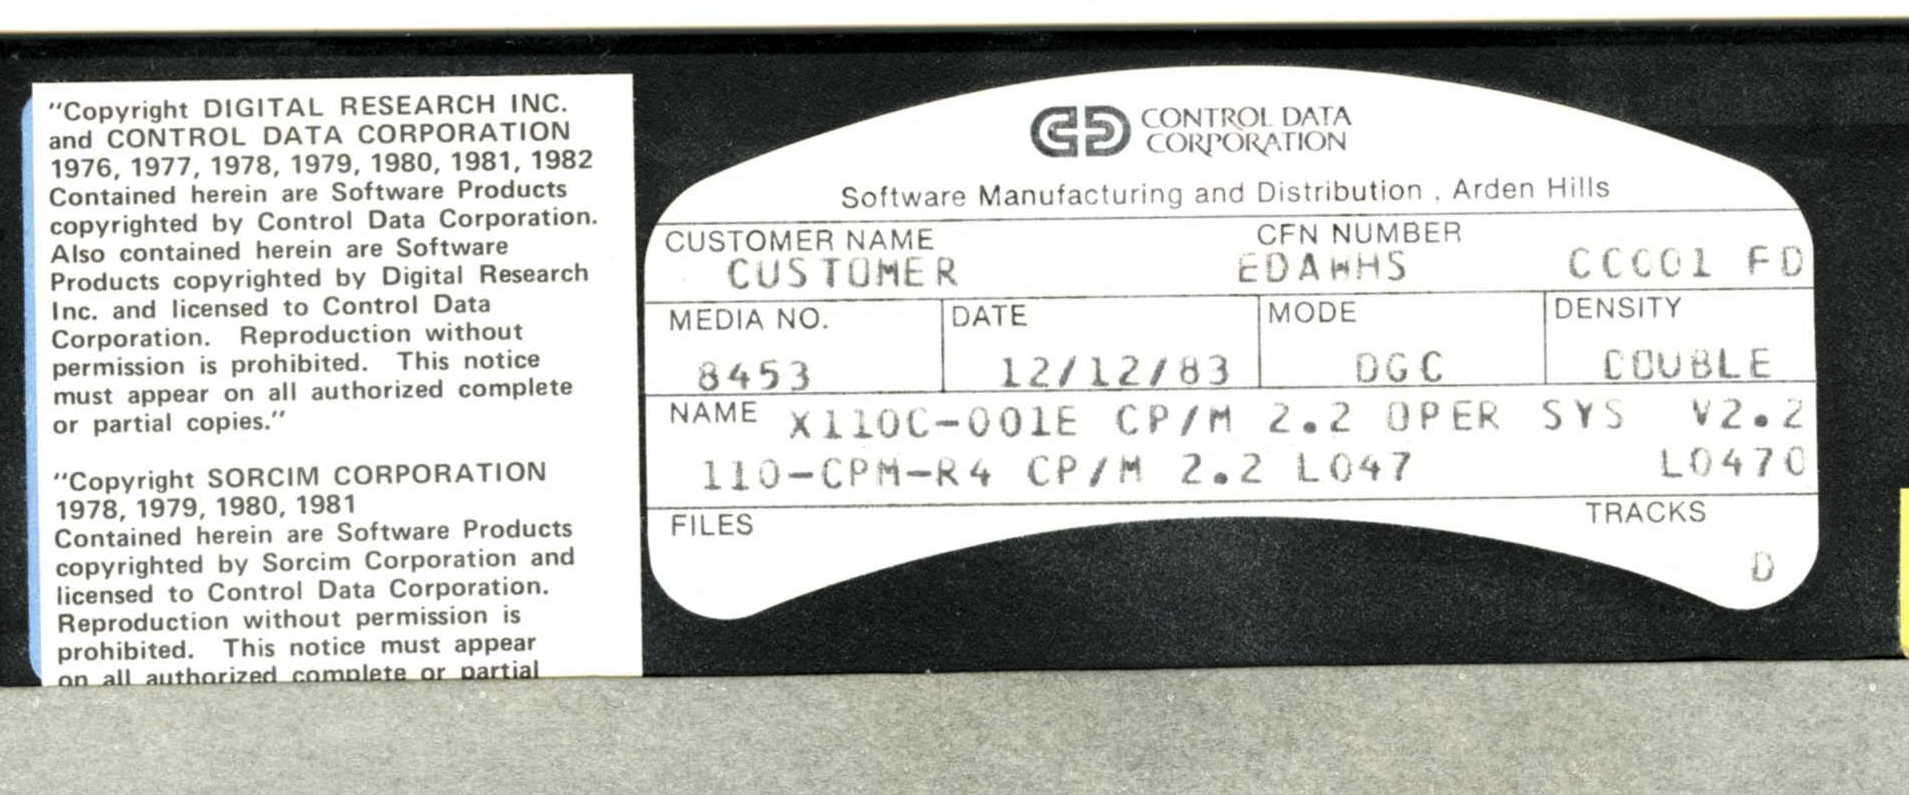 "Copyright DIGITAL RESEARCH INC.
and CONTROL DATA CORPORATION
1976, 1977, 1978, 1979, 1980, 1981, 1982
Contained herein are Software Products
copyrighted by Control Data Corporation.
Also contained herein are Software
Products copyrighted by Digital Research
Inc. and licensed to Control Data
Corporation. Reproduction without
permission is prohibited. This notice
must appear on all authorized complete
or partial copies."
"Copyright SORCIM CORPORATION
1978, 1979, 1980, 1981
Contained herein are Software Products
copyrighted by Sorcim Corporation and
licensed to Control Data Corporation.
Reproduction without permission is
prohibited. This notice must appear
on all authorized complete or partial
CONTROL DATA
CORPORATION
Software Manufacturing and Distribution , Arden Hills
CUSTOMER NAME CFN NUMBER
CUSTOMER FD
MEDIA NO. DATE MODE DENSITY
8453 12/12/83 DGC DOUBLE
NAME X110C-001E CP/M 2.2 OPER SYS V2.2
110-CPM-R4 CP/M 2.2 L047 L0470
FILES TRACKS
D